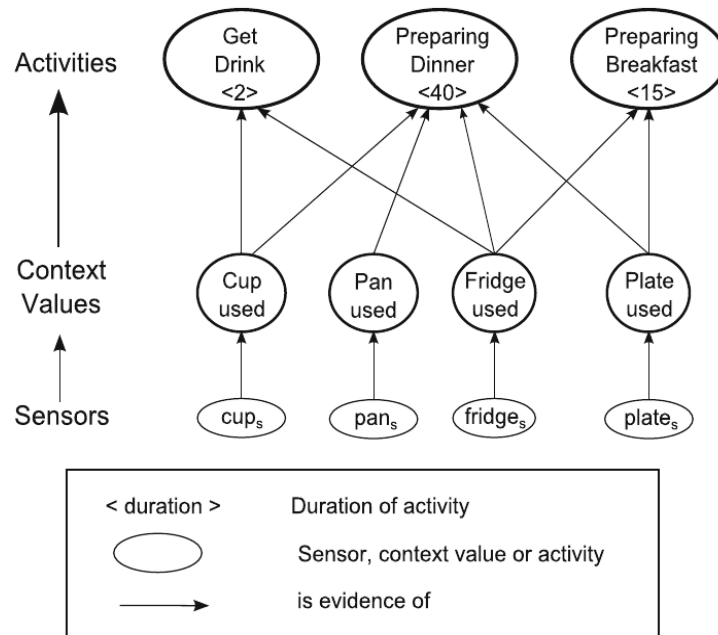 Activities
Get
Drink
<2>
Preparing
Dinner
<40>
Preparing
Breakfast
<15>
Context
Values
Cup
used
Pan
used
Fridge
used
Plate
used
Sensors
cups
pans
fridges
plates
< duration > Duration of activity
Sensor, context value or activity
is evidence of